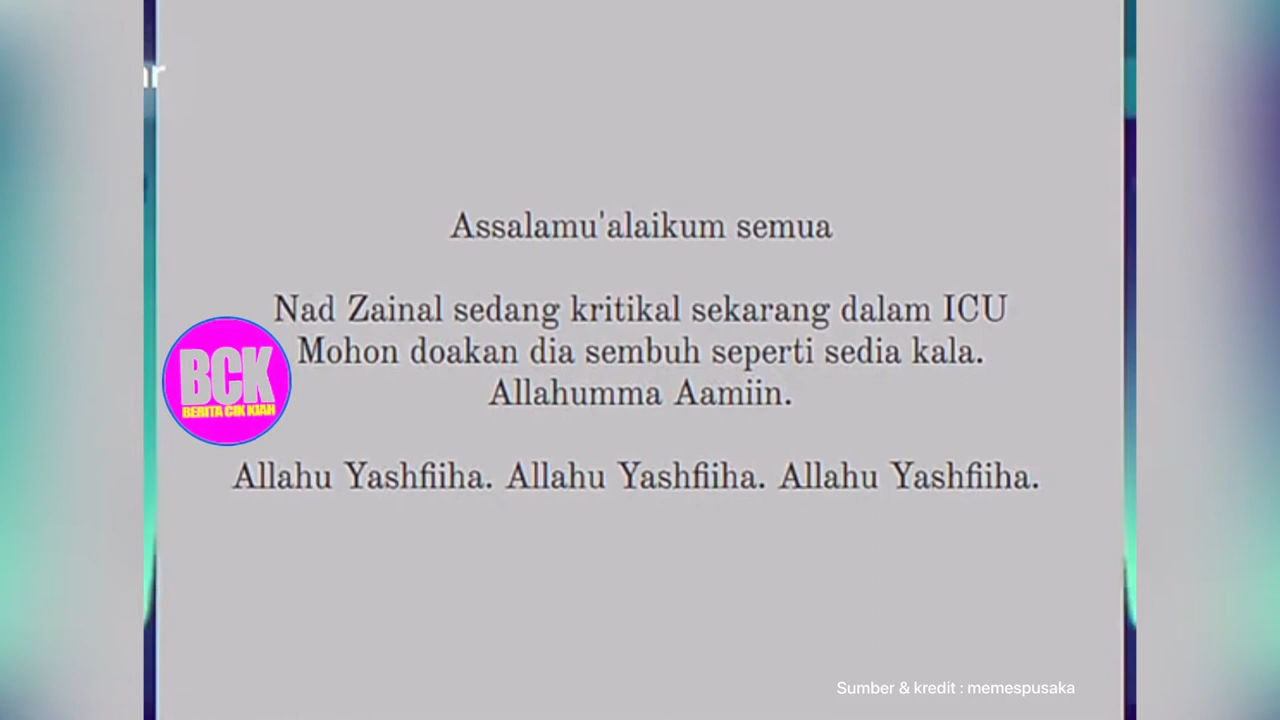 Assalamu'alaikum semua
Nad Zainal sedang kritikal sekarang dalam ICU
Mohon doakan dia sembuh seperti sedia kala.
Allahumma Aamiin.
BCK
BERITA CIK KIAH
Allahu Yashfiiha. Allahu Yashfiiha. Allahu Yashfiiha.
Sumber & kredit : memespusaka